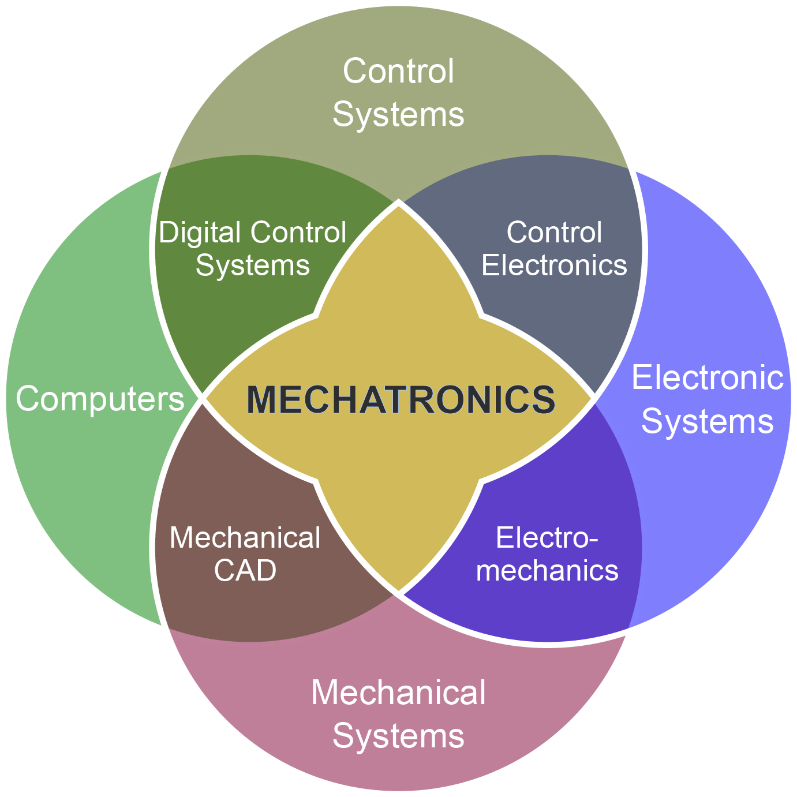 Control
Systems
Digital Control
Systems
Control
Electronics
Computers
MECHATRONICS
Electronic
Systems
Mechanical
CAD
Electro-
mechanics
Mechanical
Systems